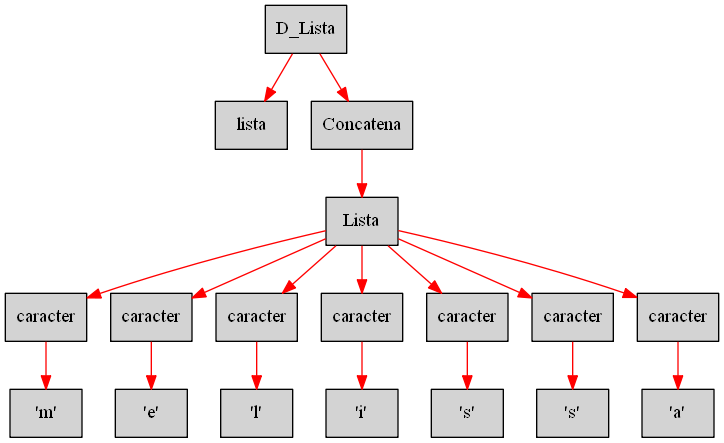 D_Lista
lista Concatena
Lista
caracter caracter caracter caracter caracter caracter caracter
'm' 'e' 'l' 'i' 's' 's' 'a'